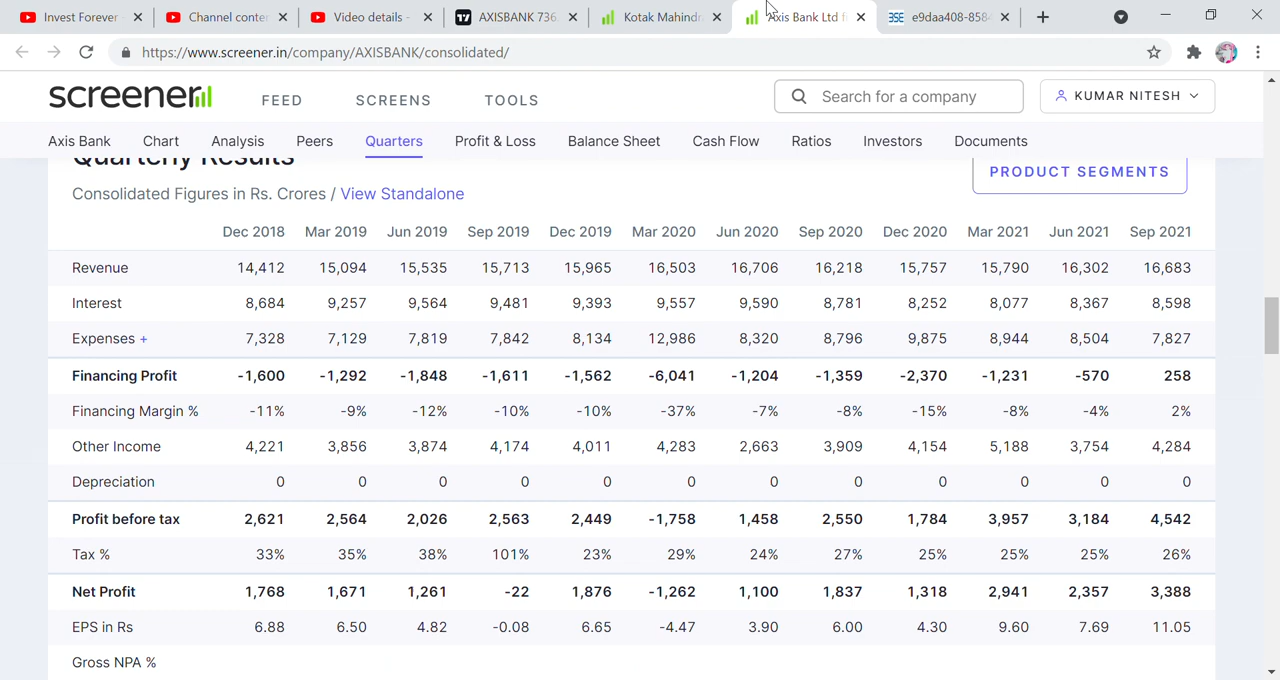 Invest Forever Channel conten Video details - AXISBANK 736. Kotak Mahindr Axis Bank Ltd fi e9daa408-8584
https://www.screener.in/company/AXISBANK/consolidated/
screener FEED SCREENS TOOLS Search for a company KUMAR NITESH
Axis Bank Chart Analysis Peers Quarters Profit & Loss Balance Sheet Cash Flow Ratios Investors Documents
Quarterly Results
PRODUCT SEGMENTS
Consolidated Figures in Rs. Crores / View Standalone
Dec 2018 Mar 2019 Jun 2019 Sep 2019 Dec 2019 Mar 2020 Jun 2020 Sep 2020 Dec 2020 Mar 2021 Jun 2021 Sep 2021
Revenue 14,412 15,094 15,535 15,713 15,965 16,503 16,706 16,218 15,757 15,790 16,302 16,683
Interest 8,684 9,257 9,564 9,481 9,393 9,557 9,590 8,781 8,252 8,077 8,367 8,598
Expenses + 7,328 7,129 7,819 7,842 8,134 12,986 8,320 8,796 9,875 8,944 8,504 7,827
Financing Profit -1,600 -1,292 -1,848 -1,611 -1,562 -6,041 -1,204 -1,359 -2,370 -1,231 -570 258
Financing Margin % -11% -9% -12% -10% -10% -37% -7% -8% -15% -8% -4% 2%
Other Income 4,221 3,856 3,874 4,174 4,011 4,283 2,663 3,909 4,154 5,188 3,754 4,284
Depreciation 0 0 0 0 0 0 0 0 0 0 0 0
Profit before tax 2,621 2,564 2,026 2,563 2,449 -1,758 1,458 2,550 1,784 3,957 3,184 4,542
Tax % 33% 35% 38% 101% 23% 29% 24% 27% 25% 25% 25% 26%
Net Profit 1,768 1,671 1,261 -22 1,876 -1,262 1,100 1,837 1,318 2,941 2,357 3,388
EPS in Rs 6.88 6.50 4.82 -0.08 6.65 -4.47 3.90 6.00 4.30 9.60 7.69 11.05
Gross NPA %